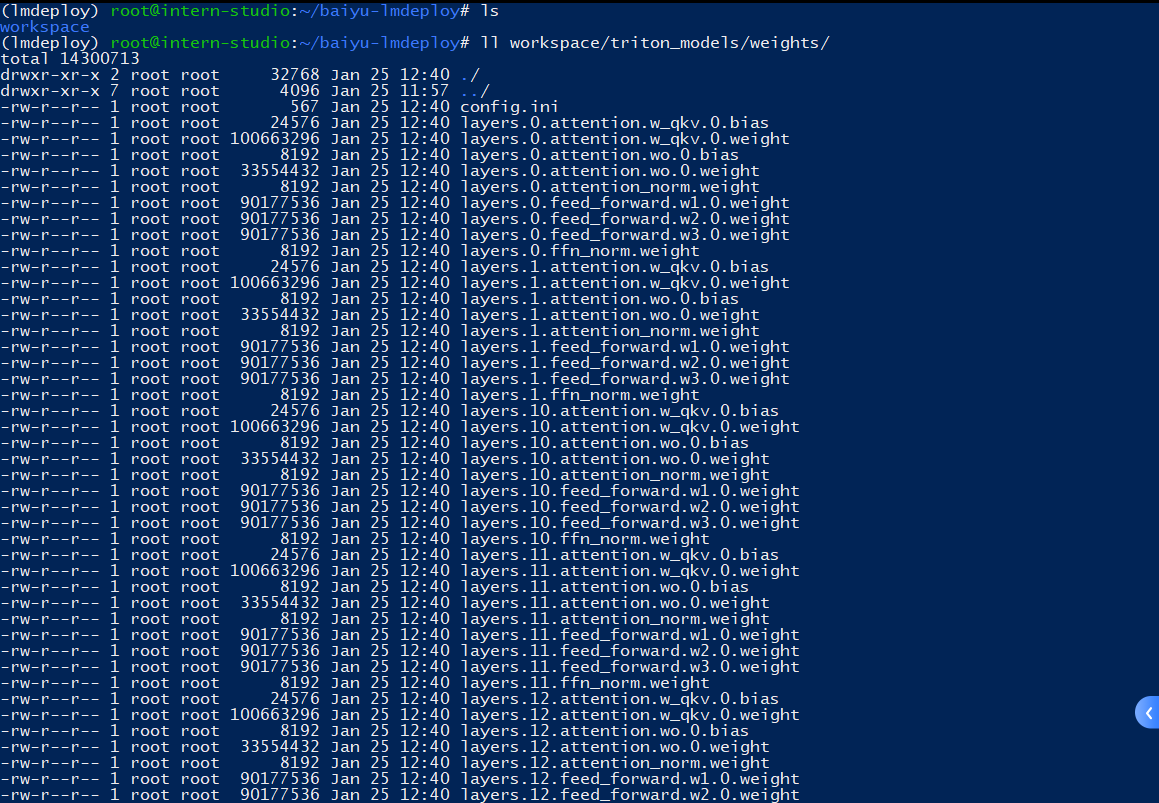 (lmdeploy) root@intern-studio:~/baiyu-lmdeploy# ls
workspace
(lmdeploy) root@intern-studio:~/baiyu-lmdeploy# ll workspace/triton_models/weights/
total 14300713
drwxr-xr-x 2 root root     32768 Jan 25 12:40 ./
drwxr-xr-x 7 root root      4096 Jan 25 11:57 ../
-rw-r--r-- 1 root root       567 Jan 25 12:40 config.ini
-rw-r--r-- 1 root root     24576 Jan 25 12:40 layers.0.attention.w_qkv.0.bias
-rw-r--r-- 1 root root 100663296 Jan 25 12:40 layers.0.attention.w_qkv.0.weight
-rw-r--r-- 1 root root      8192 Jan 25 12:40 layers.0.attention.wo.0.bias
-rw-r--r-- 1 root root  33554432 Jan 25 12:40 layers.0.attention.wo.0.weight
-rw-r--r-- 1 root root      8192 Jan 25 12:40 layers.0.attention_norm.weight
-rw-r--r-- 1 root root  90177536 Jan 25 12:40 layers.0.feed_forward.w1.0.weight
-rw-r--r-- 1 root root  90177536 Jan 25 12:40 layers.0.feed_forward.w2.0.weight
-rw-r--r-- 1 root root  90177536 Jan 25 12:40 layers.0.feed_forward.w3.0.weight
-rw-r--r-- 1 root root      8192 Jan 25 12:40 layers.0.ffn_norm.weight
-rw-r--r-- 1 root root     24576 Jan 25 12:40 layers.1.attention.w_qkv.0.bias
-rw-r--r-- 1 root root 100663296 Jan 25 12:40 layers.1.attention.w_qkv.0.weight
-rw-r--r-- 1 root root      8192 Jan 25 12:40 layers.1.attention.wo.0.bias
-rw-r--r-- 1 root root  33554432 Jan 25 12:40 layers.1.attention.wo.0.weight
-rw-r--r-- 1 root root      8192 Jan 25 12:40 layers.1.attention_norm.weight
-rw-r--r-- 1 root root  90177536 Jan 25 12:40 layers.1.feed_forward.w1.0.weight
-rw-r--r-- 1 root root  90177536 Jan 25 12:40 layers.1.feed_forward.w2.0.weight
-rw-r--r-- 1 root root  90177536 Jan 25 12:40 layers.1.feed_forward.w3.0.weight
-rw-r--r-- 1 root root      8192 Jan 25 12:40 layers.1.ffn_norm.weight
-rw-r--r-- 1 root root     24576 Jan 25 12:40 layers.10.attention.w_qkv.0.bias
-rw-r--r-- 1 root root 100663296 Jan 25 12:40 layers.10.attention.w_qkv.0.weight
-rw-r--r-- 1 root root      8192 Jan 25 12:40 layers.10.attention.wo.0.bias
-rw-r--r-- 1 root root  33554432 Jan 25 12:40 layers.10.attention.wo.0.weight
-rw-r--r-- 1 root root      8192 Jan 25 12:40 layers.10.attention_norm.weight
-rw-r--r-- 1 root root  90177536 Jan 25 12:40 layers.10.feed_forward.w1.0.weight
-rw-r--r-- 1 root root  90177536 Jan 25 12:40 layers.10.feed_forward.w2.0.weight
-rw-r--r-- 1 root root  90177536 Jan 25 12:40 layers.10.feed_forward.w3.0.weight
-rw-r--r-- 1 root root      8192 Jan 25 12:40 layers.10.ffn_norm.weight
-rw-r--r-- 1 root root     24576 Jan 25 12:40 layers.11.attention.w_qkv.0.bias
-rw-r--r-- 1 root root 100663296 Jan 25 12:40 layers.11.attention.w_qkv.0.weight
-rw-r--r-- 1 root root      8192 Jan 25 12:40 layers.11.attention.wo.0.bias
-rw-r--r-- 1 root root  33554432 Jan 25 12:40 layers.11.attention.wo.0.weight
-rw-r--r-- 1 root root      8192 Jan 25 12:40 layers.11.attention_norm.weight
-rw-r--r-- 1 root root  90177536 Jan 25 12:40 layers.11.feed_forward.w1.0.weight
-rw-r--r-- 1 root root  90177536 Jan 25 12:40 layers.11.feed_forward.w2.0.weight
-rw-r--r-- 1 root root  90177536 Jan 25 12:40 layers.11.feed_forward.w3.0.weight
-rw-r--r-- 1 root root      8192 Jan 25 12:40 layers.11.ffn_norm.weight
-rw-r--r-- 1 root root     24576 Jan 25 12:40 layers.12.attention.w_qkv.0.bias
-rw-r--r-- 1 root root 100663296 Jan 25 12:40 layers.12.attention.w_qkv.0.weight
-rw-r--r-- 1 root root      8192 Jan 25 12:40 layers.12.attention.wo.0.bias
-rw-r--r-- 1 root root  33554432 Jan 25 12:40 layers.12.attention.wo.0.weight
-rw-r--r-- 1 root root      8192 Jan 25 12:40 layers.12.attention_norm.weight
-rw-r--r-- 1 root root  90177536 Jan 25 12:40 layers.12.feed_forward.w1.0.weight
-rw-r--r-- 1 root root  90177536 Jan 25 12:40 layers.12.feed_forward.w2.0.weight